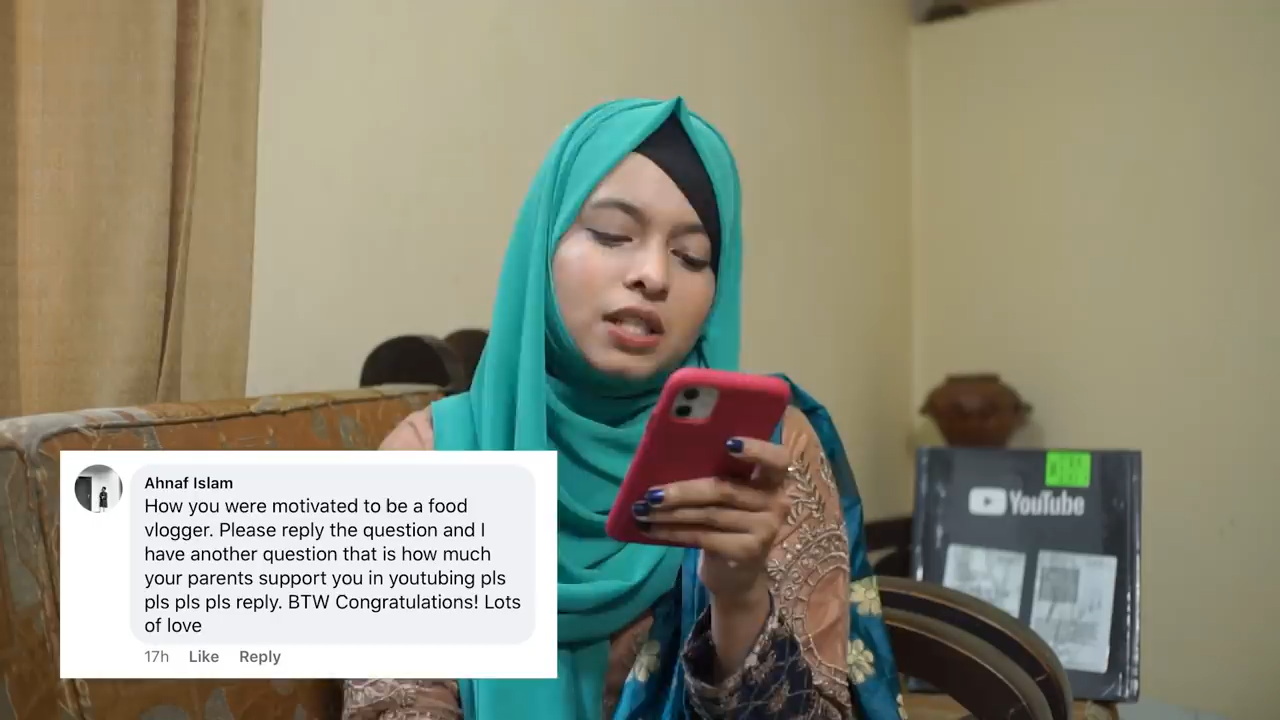 Ahnaf Islam
How you were motivated to be a food
vlogger. Please reply the question and I
have another question that is how much
your parents support you in youtubing pls
pls pls pls reply. BTW Congratulations! Lots
of love
17h Like Reply
YouTube